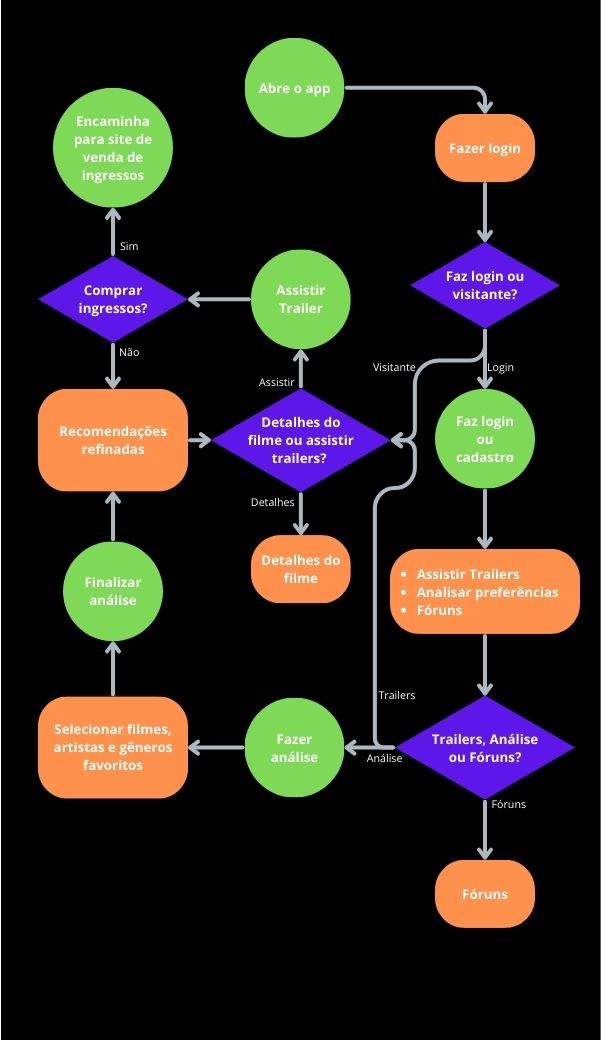 Abre o app
Fazer login
Encaminha
para site de
venda de
ingressos
Sim
Faz login ou
visitante?
Comprar
ingressos?
Assistir
Trailer
Não
Visitante
Login
Assistir
Recomendações
refinadas
Detalhes do
filme ou assistir
trailers?
Faz login
ou
cadastro
Detalhes
Detalhes do
filme
Finalizar
análise
• Assistir Trailers
• Analisar preferências
• Fóruns
Trailers
Selecionar filmes,
artistas e gêneros
favoritos
Fazer
análise
Análise
Trailers, Análise
ou Fóruns?
Fóruns
Fóruns